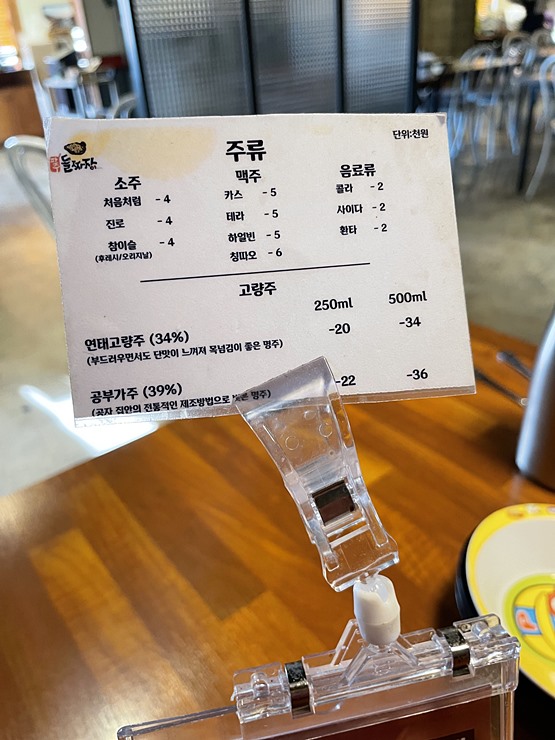 단위:천원
들짜장
주류
소주
처음처럼 -4
진로 -4
참이슬 -4
(후레시/오리지날)
맥주
카스 -5
테라 -5
하얼빈 -5
칭따오 -6
음료류
콜라 -2
사이다 -2
환타 -2
고량주
250ml 500ml
연태고량주 (34%) -20 -34
(부드러우면서도 단맛이 느껴져 목넘김이 좋은 명주)
공부가주 (39%) -22 -36
(공자 집안의 전통적인 제조방법으로 명주)